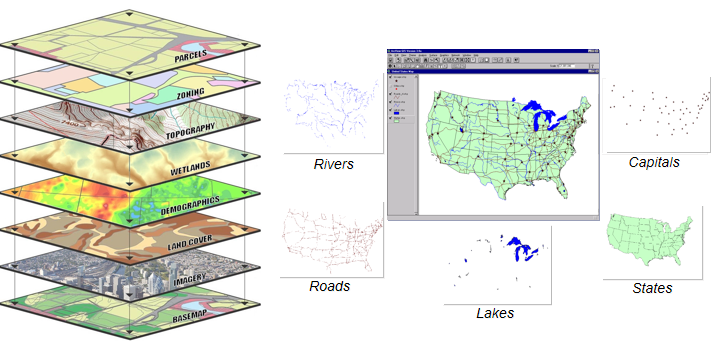 PARCELS
ZONING
TOPOGRAPHY
WETLANDS
DEMOGRAPHICS
LAND COVER
IMAGERY
BASEMAP
Rivers
Roads
Lakes
Capitals
States